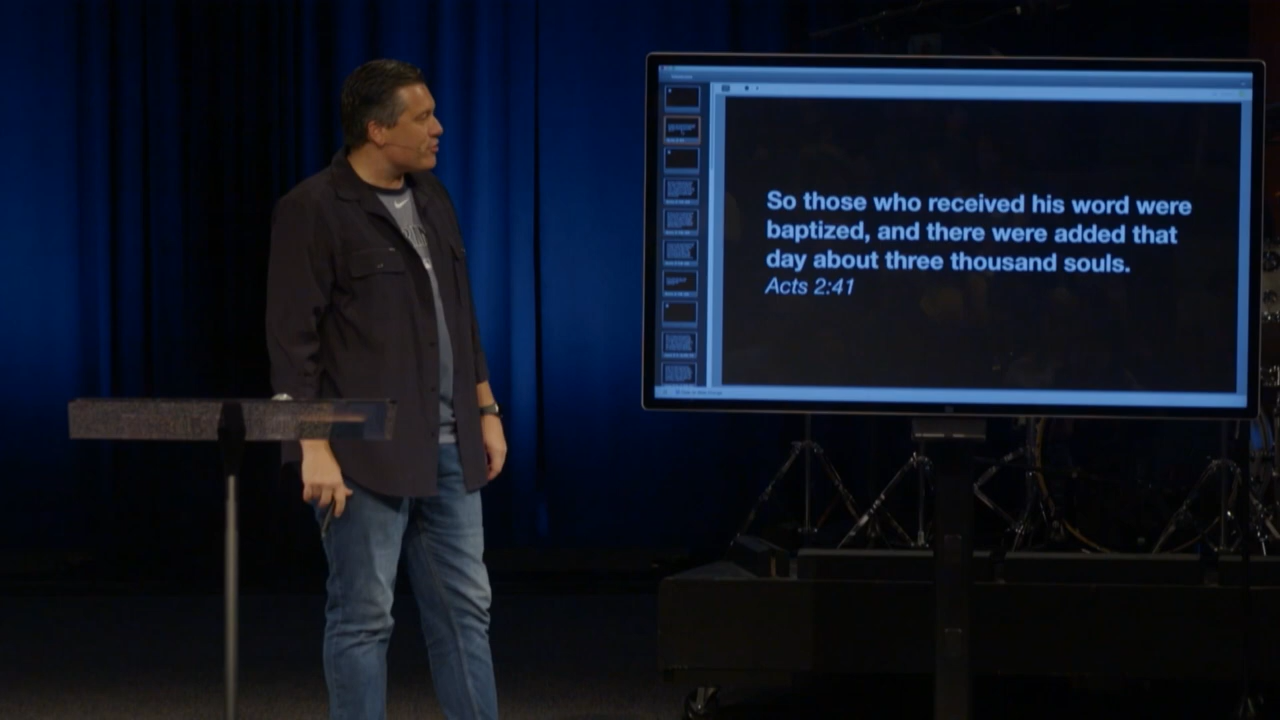 So those who received his word were
baptized, and there were added that
day about three thousand souls.
Acts 2:41